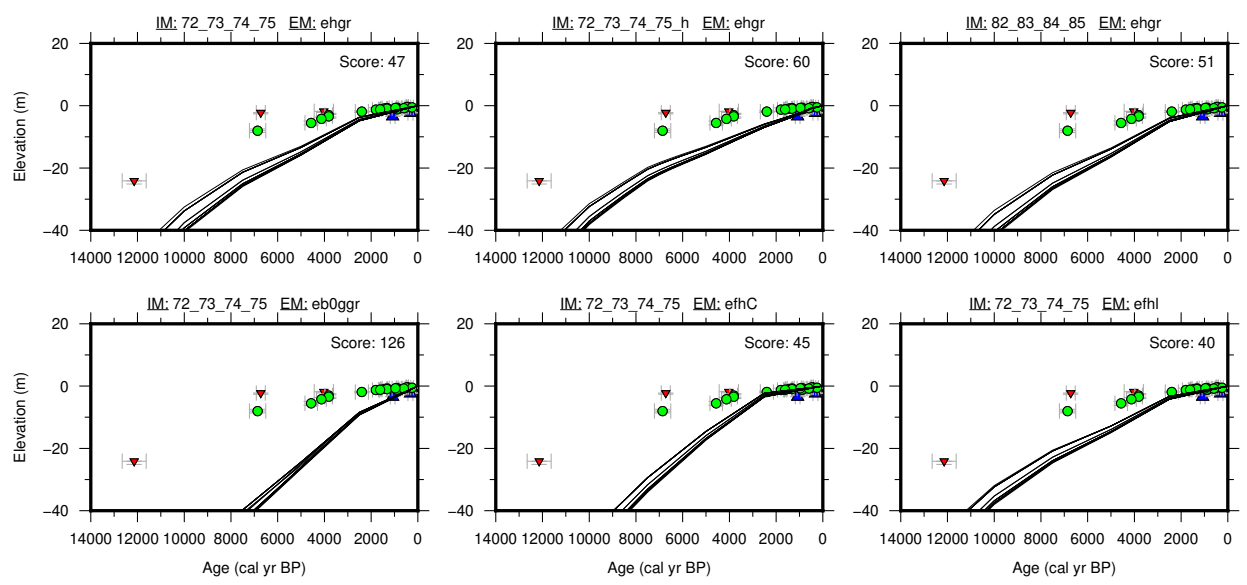 IM: 72_73_74_75 EM: ehgr IM: 72_73_74_75_h EM: ehgr IM: 82_83_84_85 EM: ehgr
20 20 20
Score: 47 Score: 60 Score: 51
0 0 0
Elevation (m)
−20 −20 −20
−40 −40 −40
14000 12000 10000 8000 6000 4000 2000 0 14000 12000 10000 8000 6000 4000 2000 0 14000 12000 10000 8000 6000 4000 2000 0
IM: 72_73_74_75 EM: eb0ggr IM: 72_73_74_75 EM: efhC IM: 72_73_74_75 EM: efhl
20 20 20
Score: 126 Score: 45 Score: 40
0 0 0
Elevation (m)
−20 −20 −20
−40 −40 −40
14000 12000 10000 8000 6000 4000 2000 0 14000 12000 10000 8000 6000 4000 2000 0 14000 12000 10000 8000 6000 4000 2000 0
Age (cal yr BP) Age (cal yr BP) Age (cal yr BP)